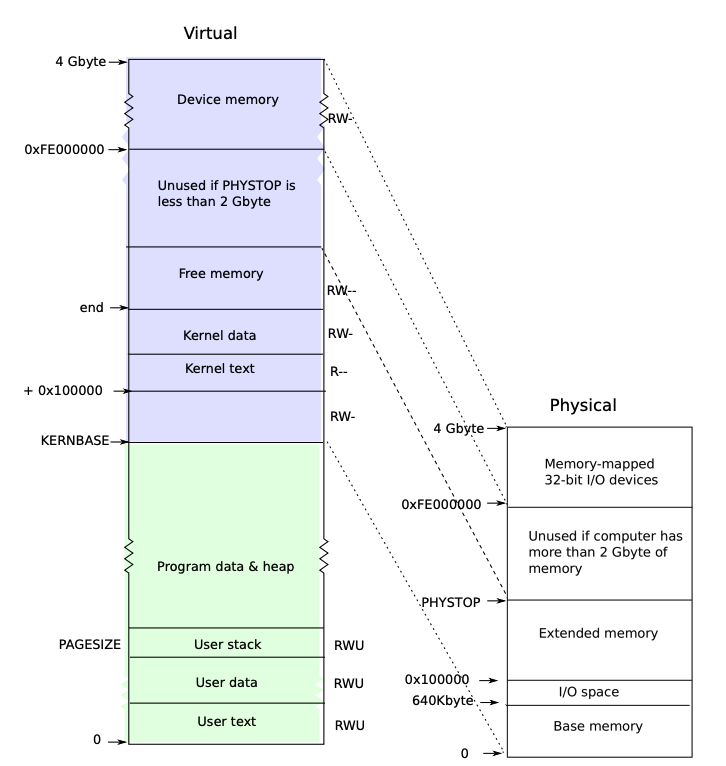 Virtual
4 Gbyte
Device memory
RW-
0xFE000000
Unused if PHYSTOP is
less than 2 Gbyte
Free memory
RW--
end
Kernel data
RW-
Kernel text
R--
+ 0x100000
RW-
KERNBASE
Program data & heap
PAGESIZE
User stack
RWU
User data
RWU
User text
RWU
0
Physical
4 Gbyte
Memory-mapped
32-bit I/O devices
0xFE000000
Unused if computer has
more than 2 Gbyte of
memory
PHYSTOP
Extended memory
0x100000
I/O space
640Kbyte
Base memory
0